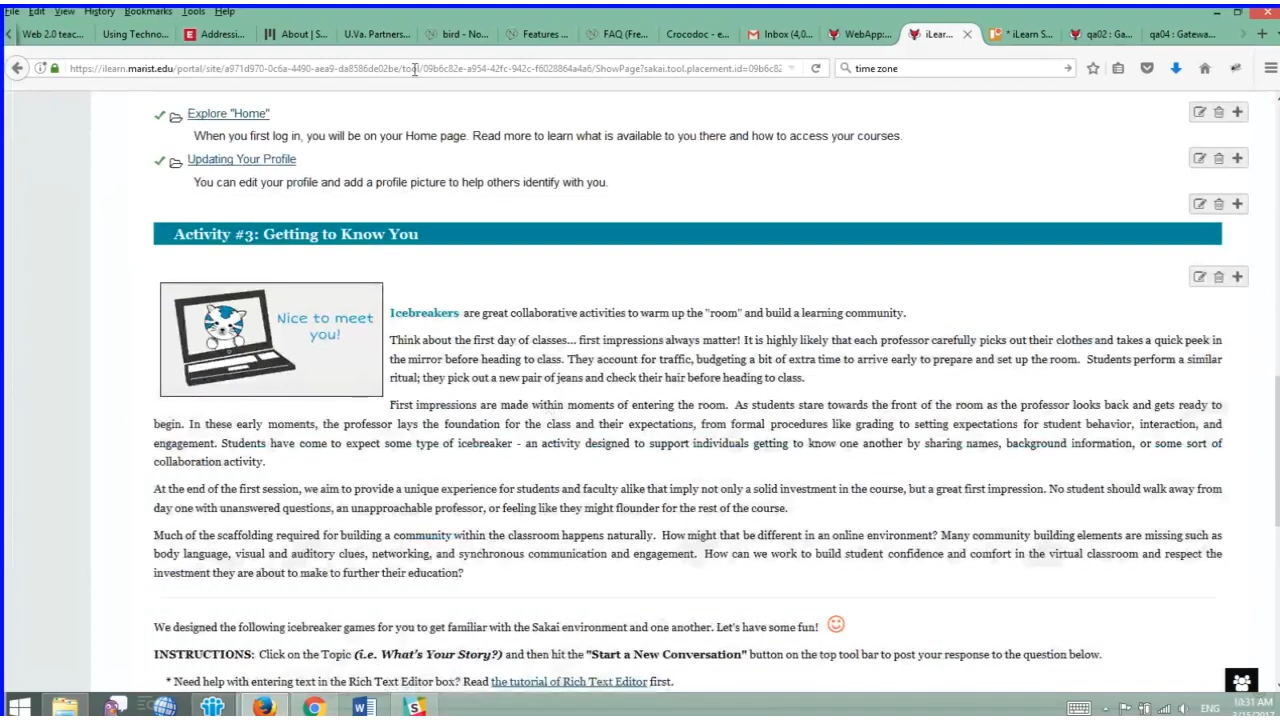 File Edit View History Bookmarks Tools Help
Web 2.0 teac... Using Techno... Addressi... About | S... U.Va. Partners... bird - No... Features ... FAQ (Fre... Crocodoc - e... Inbox (4,0... WebApp:... iLear... * iLearn S... qa02 : Ga... qa04 : Gatewa...
https://ilearn.marist.edu/portal/site/a971d970-0c6a-4490-aea9-da8586de02be/tool/09b6c82e-a954-42fc-942c-f6028864a4a6/ShowPage?sakai.tool.placement.id=09b6c82 time zone
Explore "Home"
When you first log in, you will be on your Home page. Read more to learn what is available to you there and how to access your courses.
Updating Your Profile
You can edit your profile and add a profile picture to help others identify with you.
Activity #3: Getting to Know You
Nice to meet
you!
Icebreakers are great collaborative activities to warm up the "room" and build a learning community.
Think about the first day of classes... first impressions always matter! It is highly likely that each professor carefully picks out their clothes and takes a quick peek in
the mirror before heading to class. They account for traffic, budgeting a bit of extra time to arrive early to prepare and set up the room. Students perform a similar
ritual; they pick out a new pair of jeans and check their hair before heading to class.
First impressions are made within moments of entering the room. As students stare towards the front of the room as the professor looks back and gets ready to
begin. In these early moments, the professor lays the foundation for the class and their expectations, from formal procedures like grading to setting expectations for student behavior, interaction, and
engagement. Students have come to expect some type of icebreaker - an activity designed to support individuals getting to know one another by sharing names, background information, or some sort of
collaboration activity.
At the end of the first session, we aim to provide a unique experience for students and faculty alike that imply not only a solid investment in the course, but a great first impression. No student should walk away from
day one with unanswered questions, an unapproachable professor, or feeling like they might flounder for the rest of the course.
Much of the scaffolding required for building a community within the classroom happens naturally. How might that be different in an online environment? Many community building elements are missing such as
body language, visual and auditory clues, networking, and synchronous communication and engagement. How can we work to build student confidence and comfort in the virtual classroom and respect the
investment they are about to make to further their education?
We designed the following icebreaker games for you to get familiar with the Sakai environment and one another. Let's have some fun!
INSTRUCTIONS: Click on the Topic (i.e. What's Your Story?) and then hit the "Start a New Conversation" button on the top tool bar to post your response to the question below.
* Need help with entering text in the Rich Text Editor box? Read the tutorial of Rich Text Editor first.
ENG
10:31 AM
3/15/2017